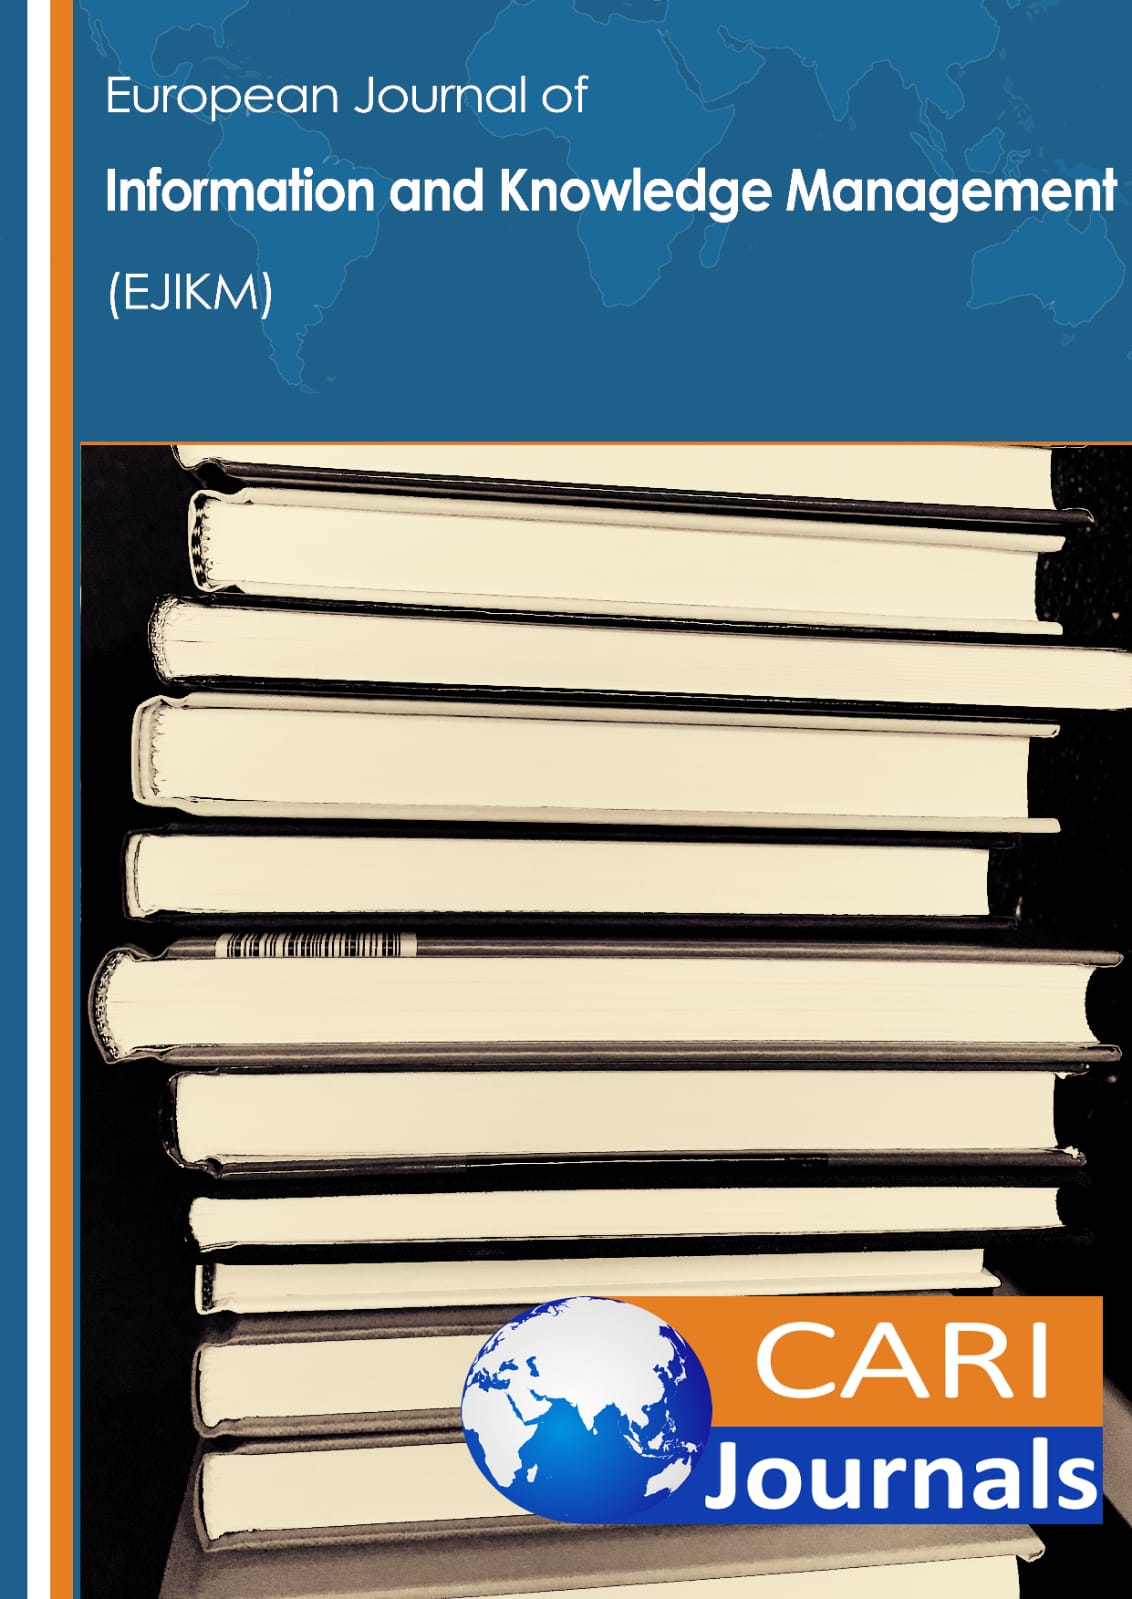 European Journal of
Information and Knowledge Management
(EJIKM)
CARI
Journals